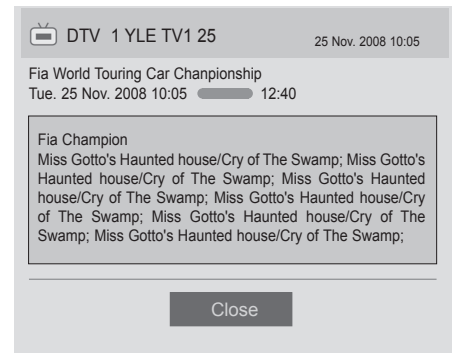 DTV 1 YLE TV1 25 25 Nov. 2008 10:05
Fia World Touring Car Chanpionship
Tue. 25 Nov. 2008 10:05 12:40
Fia Champion
Miss Gotto's Haunted house/Cry of The Swamp; Miss Gotto's
Haunted house/Cry of The Swamp; Miss Gotto's Haunted
house/Cry of The Swamp; Miss Gotto's Haunted house/Cry
of The Swamp; Miss Gotto's Haunted house/Cry of The
Swamp; Miss Gotto's Haunted house/Cry of The Swamp;
Close